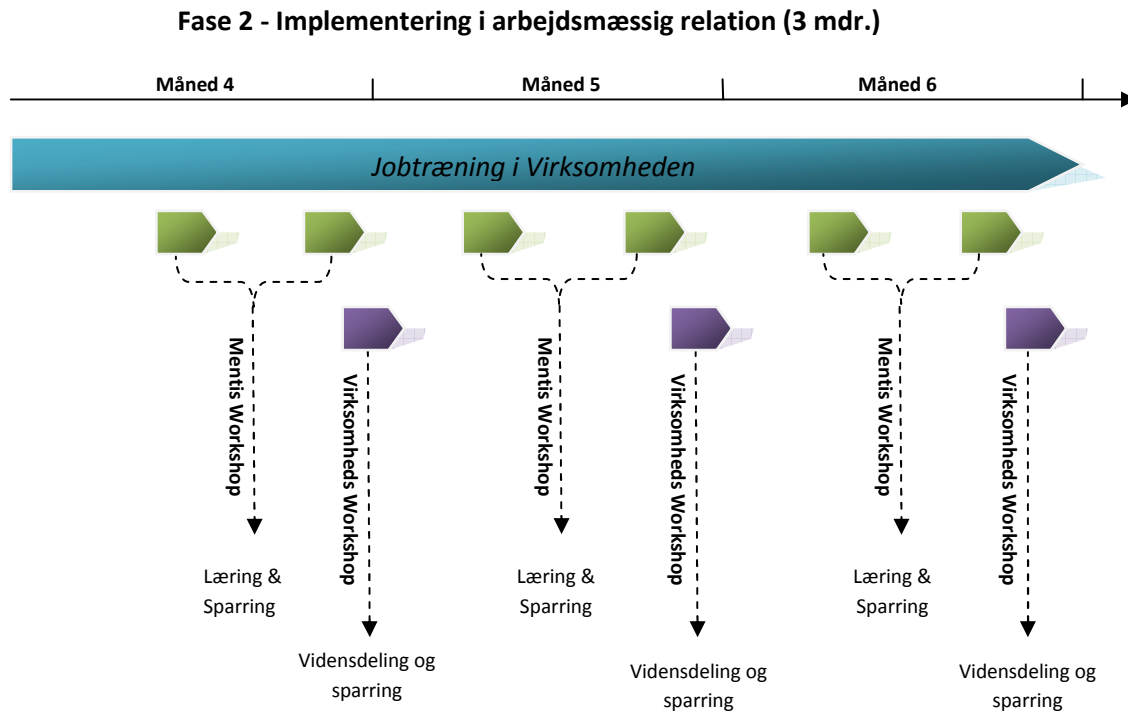 Fase 2 - Implementering i arbejdsmæssig relation (3 mdr.)
Måned 4
Måned 5
Måned 6
Jobtræning i Virksomheden
Mentis Workshop
Virksomheds Workshop
Mentis Workshop
Virksomheds Workshop
Mentis Workshop
Virksomheds Workshop
Læring &
Sparring
Læring &
Sparring
Læring &
Sparring
Vidensdeling og
sparring
Vidensdeling og
sparring
Vidensdeling og
sparring